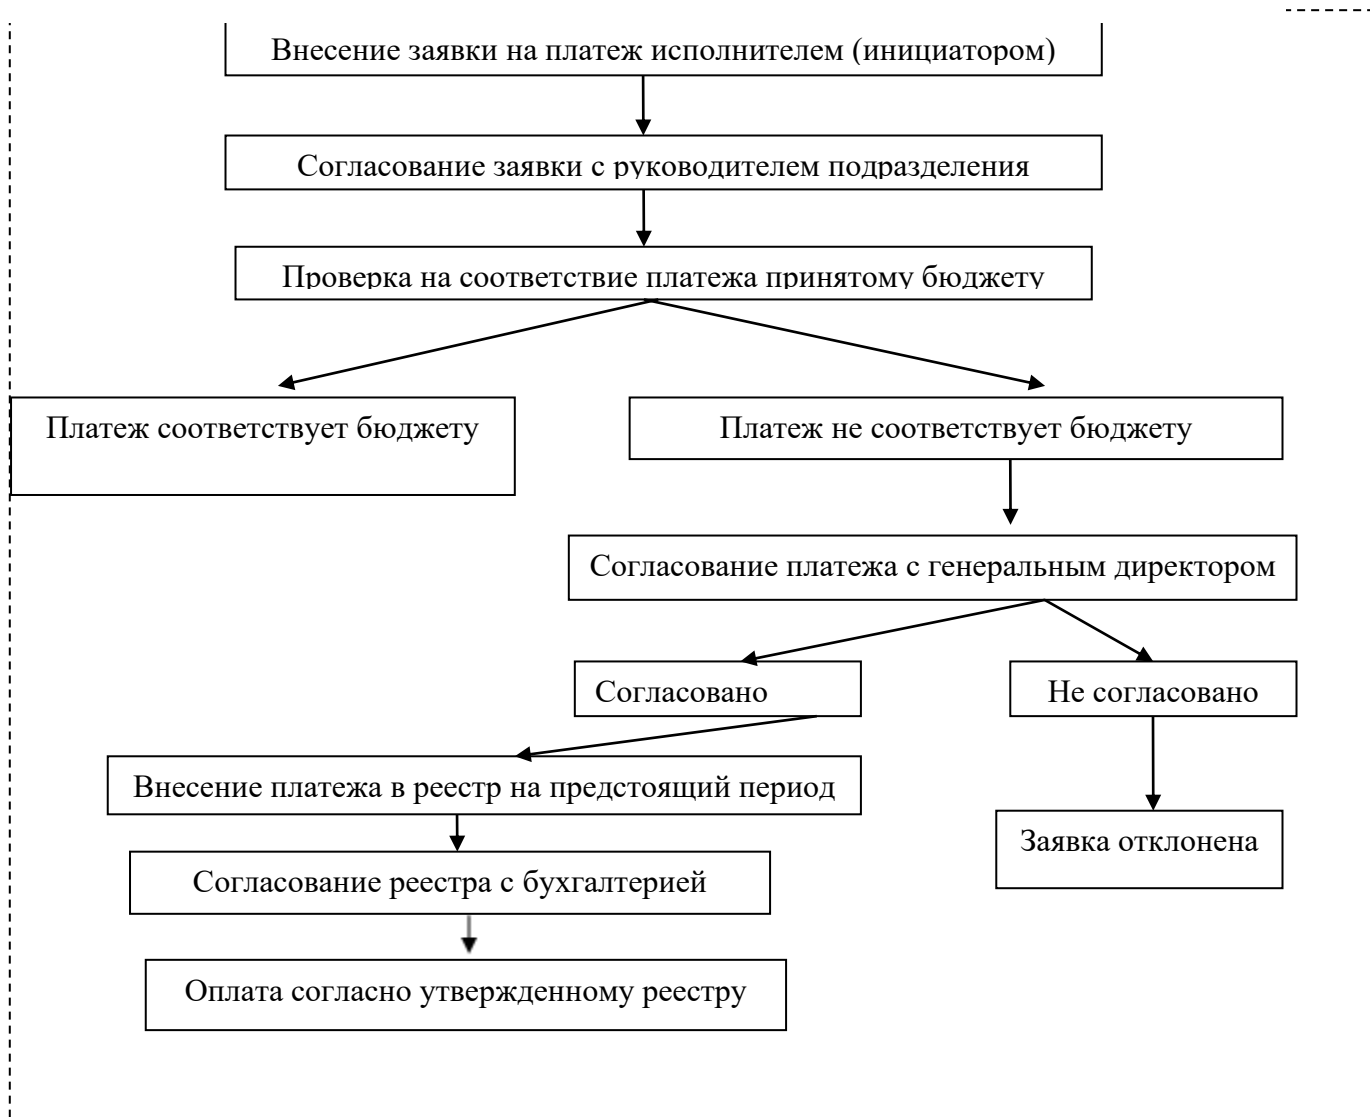 Внесение заявки на платеж исполнителем (инициатором)
Согласование заявки с руководителем подразделения
Проверка на соответствие платежа принятому бюджету
Платеж соответствует бюджету
Платеж не соответствует бюджету
Согласование платежа с генеральным директором
Согласовано
Не согласовано
Внесение платежа в реестр на предстоящий период
Заявка отклонена
Согласование реестра с бухгалтерией
Оплата согласно утвержденному реестру